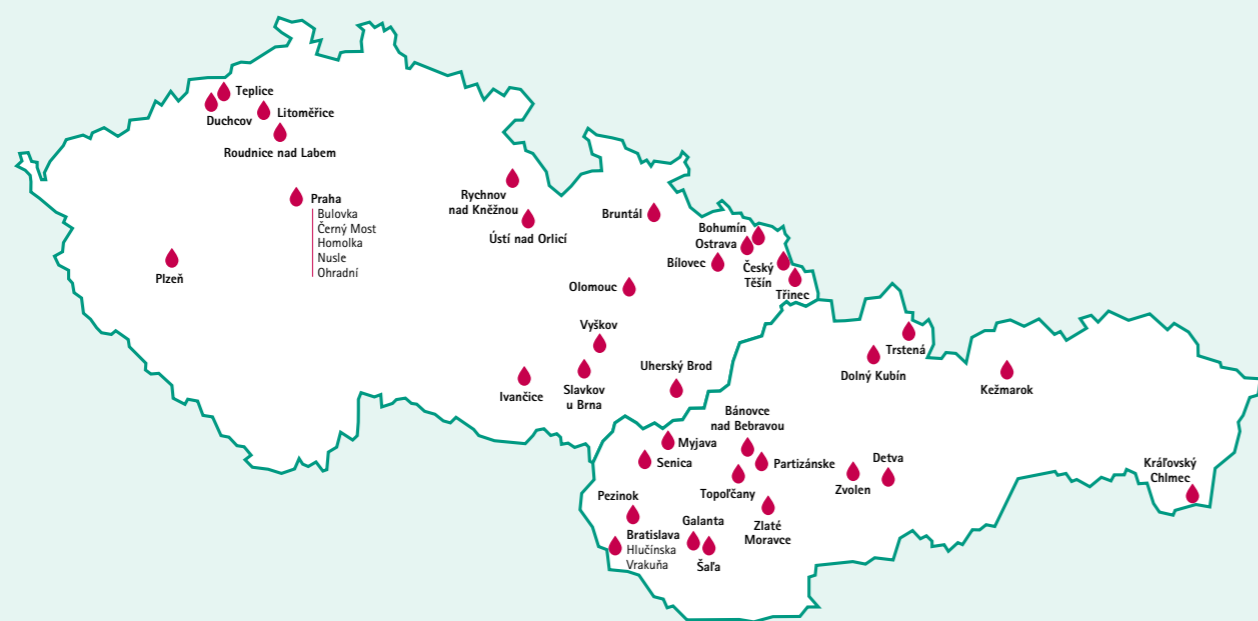 Teplice
Duchcov
Litoměřice
Roudnice nad Labem
Praha
Bulovka
Černý Most
Homolka
Nusle
Ohradní
Plzeň
Rychnov
nad Kněžnou
Ústí nad Orlicí
Bruntál
Bohumín
Ostrava
Bílovec
Český
Těšín
Třinec
Olomouc
Vyškov
Slavkov
u Brna
Ivančice
Uherský Brod
Trstená
Dolný Kubín
Kežmarok
Bánovce
nad Bebravou
Myjava
Senica
Partizánske
Topoľčany
Detva
Zvolen
Kráľovský
Chlmec
Pezinok
Bratislava
Hlučínska
Vrakuňa
Galanta
Šaľa
Zlaté
Moravce